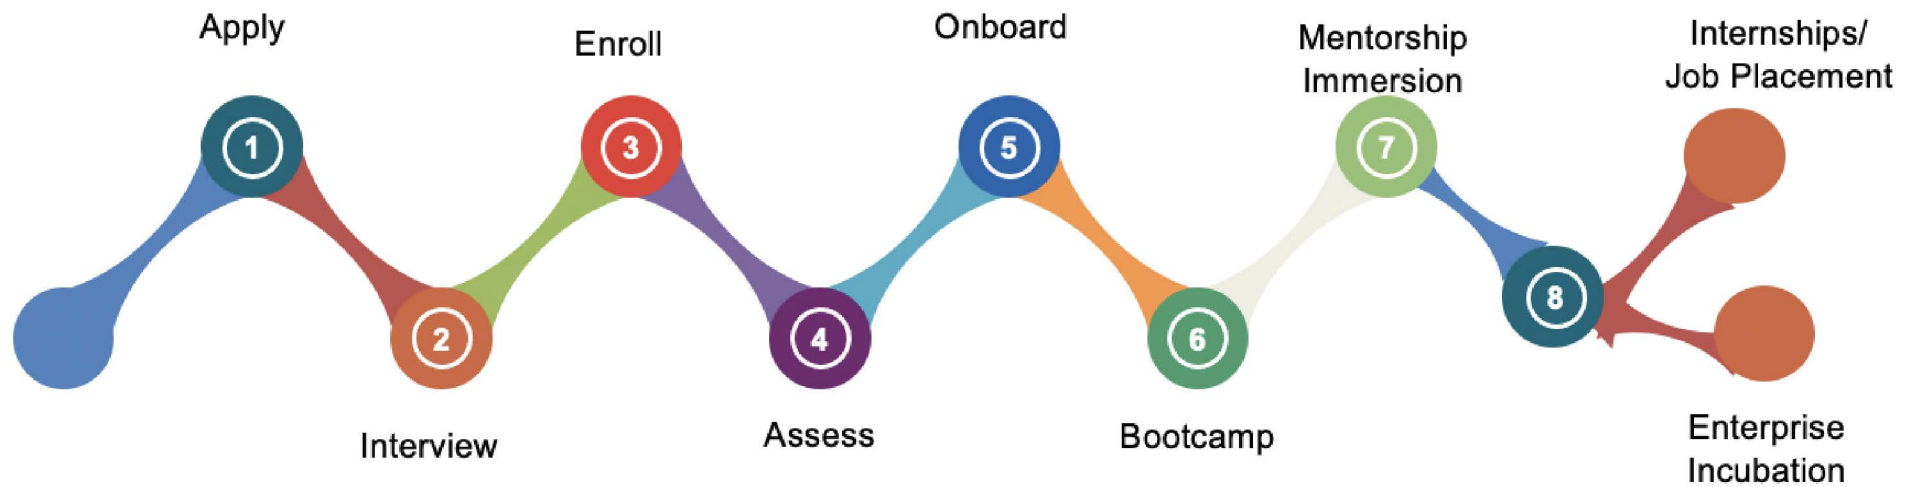 Apply
1
Interview
2
Enroll
3
Assess
4
Onboard
5
Bootcamp
6
Mentorship
Immersion
7
8
Internships/
Job Placement
Enterprise
Incubation